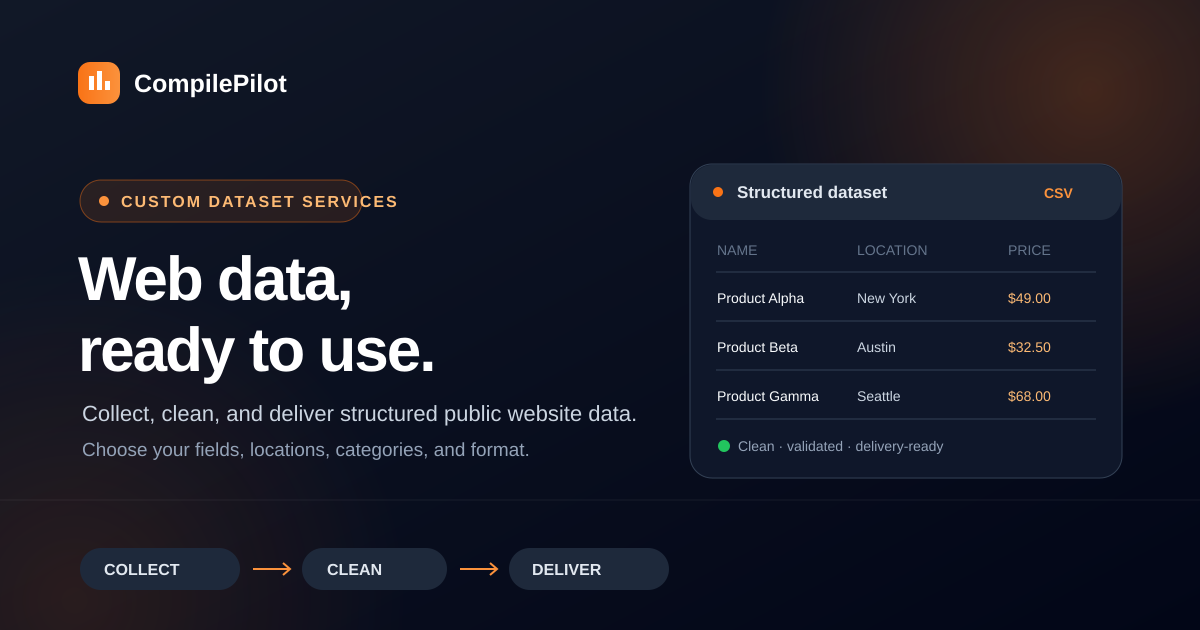 CompilePilot
CUSTOM DATASET SERVICES
Web data,
ready to use.
Collect, clean, and deliver structured public website data.
Choose your fields, locations, categories, and format.
Structured dataset CSV
NAME LOCATION PRICE
Product Alpha New York $49.00
Product Beta Austin $32.50
Product Gamma Seattle $68.00
Clean · validated · delivery-ready
COLLECT CLEAN DELIVER